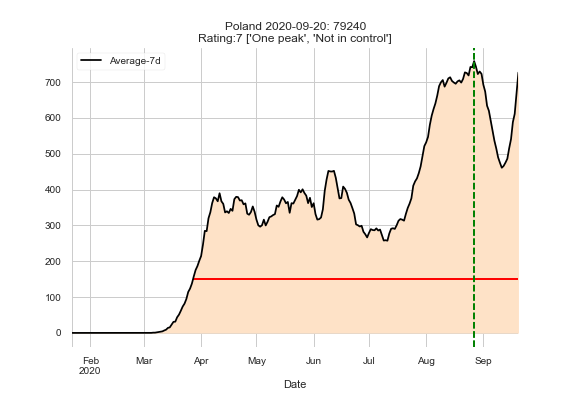 Poland 2020-09-20: 79240
Rating:7 ['One peak', 'Not in control']
Average-7d
700
600
500
400
300
200
100
0
Feb Mar Apr May Jun Jul Aug Sep
2020
Date